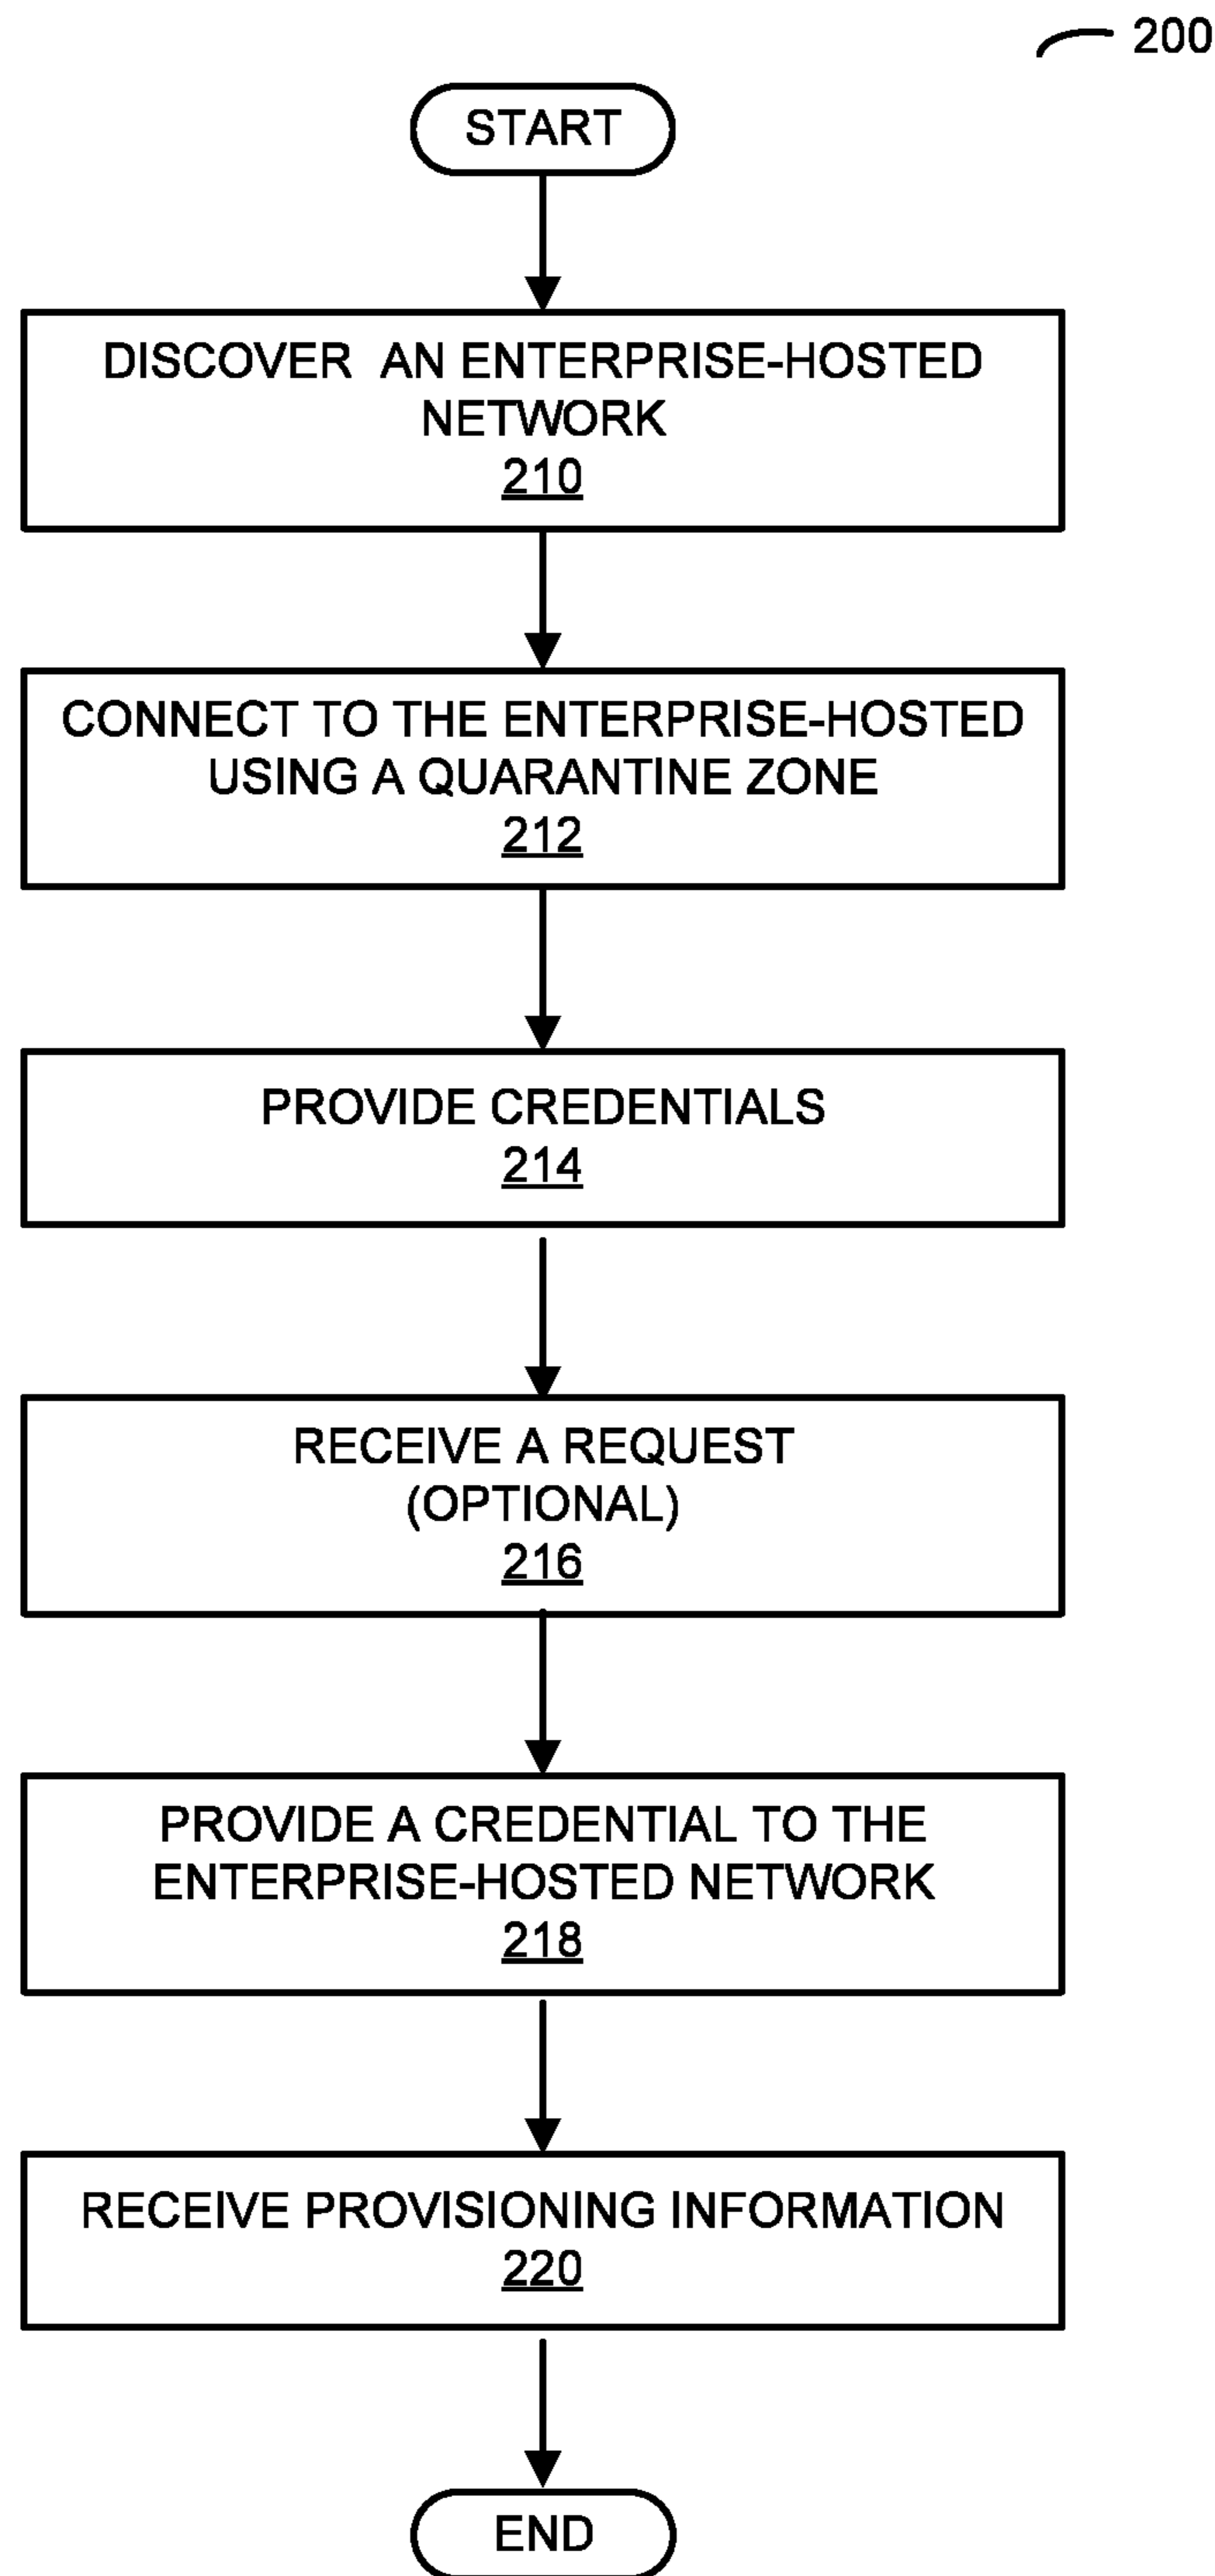 200
START
DISCOVER AN ENTERPRISE-HOSTED
NETWORK
210
CONNECT TO THE ENTERPRISE-HOSTED
USING A QUARANTINE ZONE
212
PROVIDE CREDENTIALS
214
RECEIVE A REQUEST
(OPTIONAL)
216
PROVIDE A CREDENTIAL TO THE
ENTERPRISE-HOSTED NETWORK
218
RECEIVE PROVISIONING INFORMATION
220
END